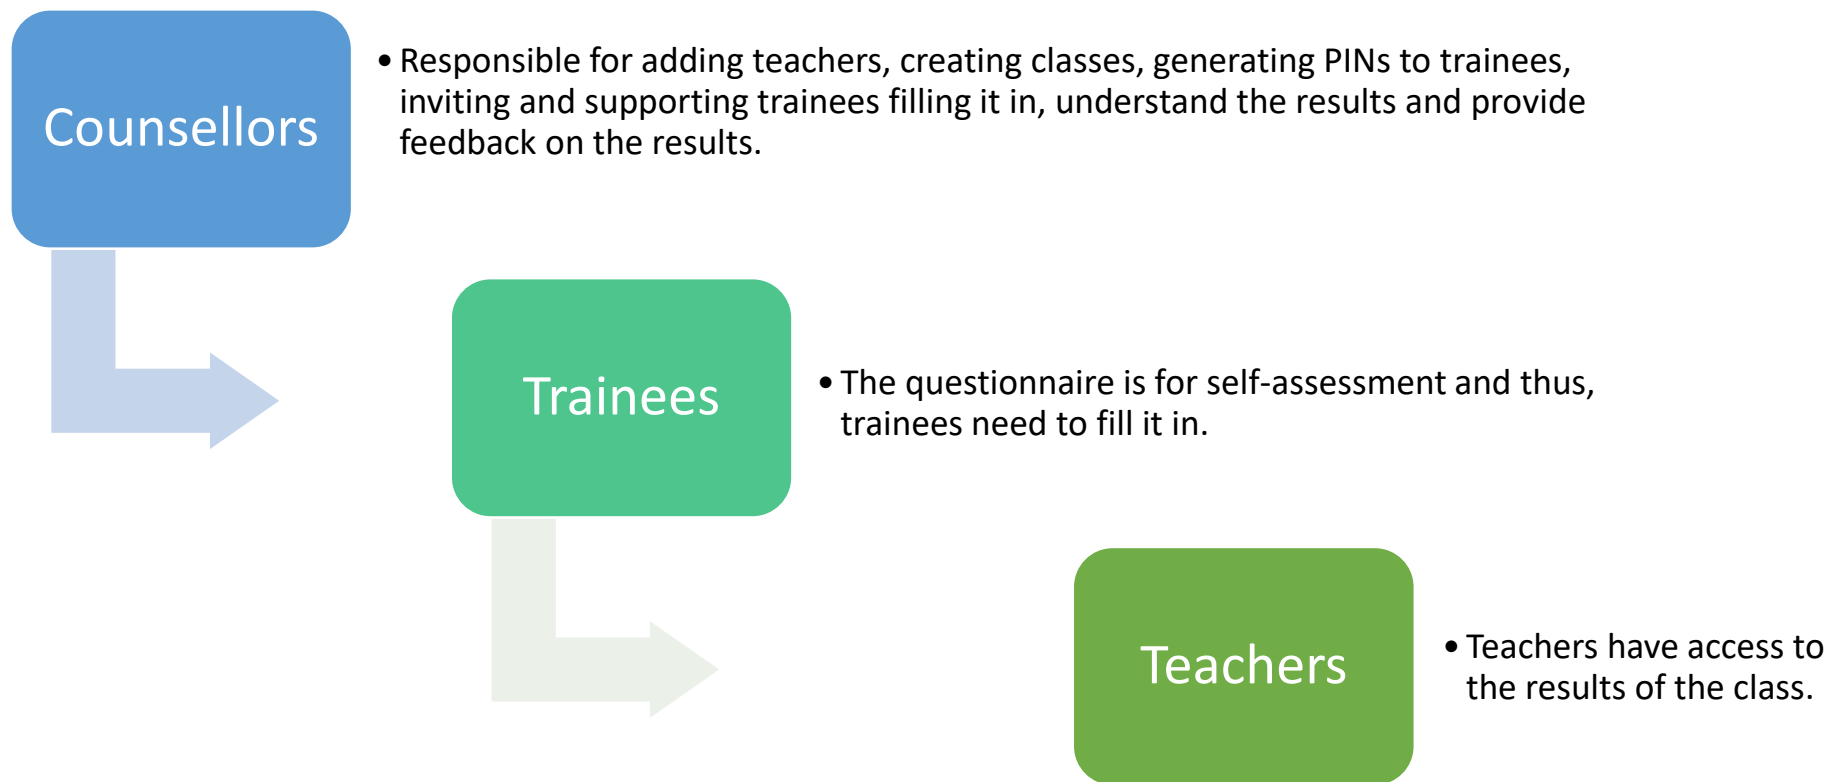 Counsellors
• Responsible for adding teachers, creating classes, generating PINs to trainees,
inviting and supporting trainees filling it in, understand the results and provide
feedback on the results.
Trainees
• The questionnaire is for self-assessment and thus,
trainees need to fill it in.
Teachers
• Teachers have access to
the results of the class.